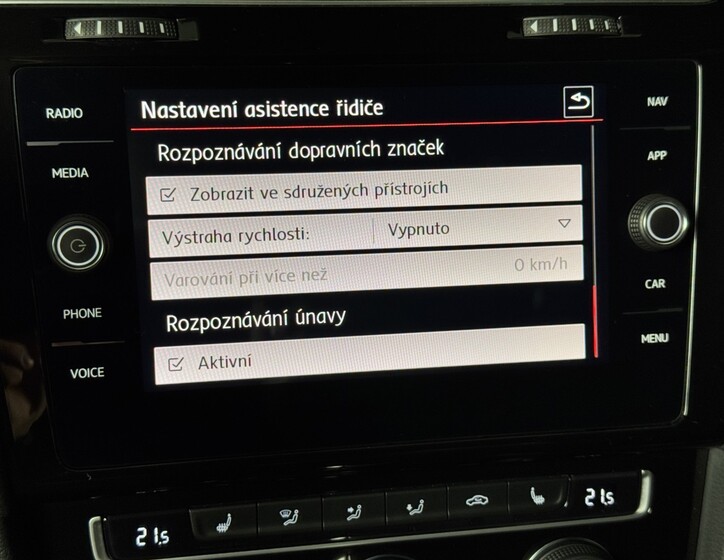 RADIO
MEDIA
PHONE
VOICE
Nastavení asistence řidiče
Rozpoznávání dopravních značek
Zobrazit ve sdružených přístrojích
Výstraha rychlosti: Vypnuto
Varování při více než 0 km/h
Rozpoznávání únavy
Aktivní
NAV
APP
CAR
MENU
21.5 21.5